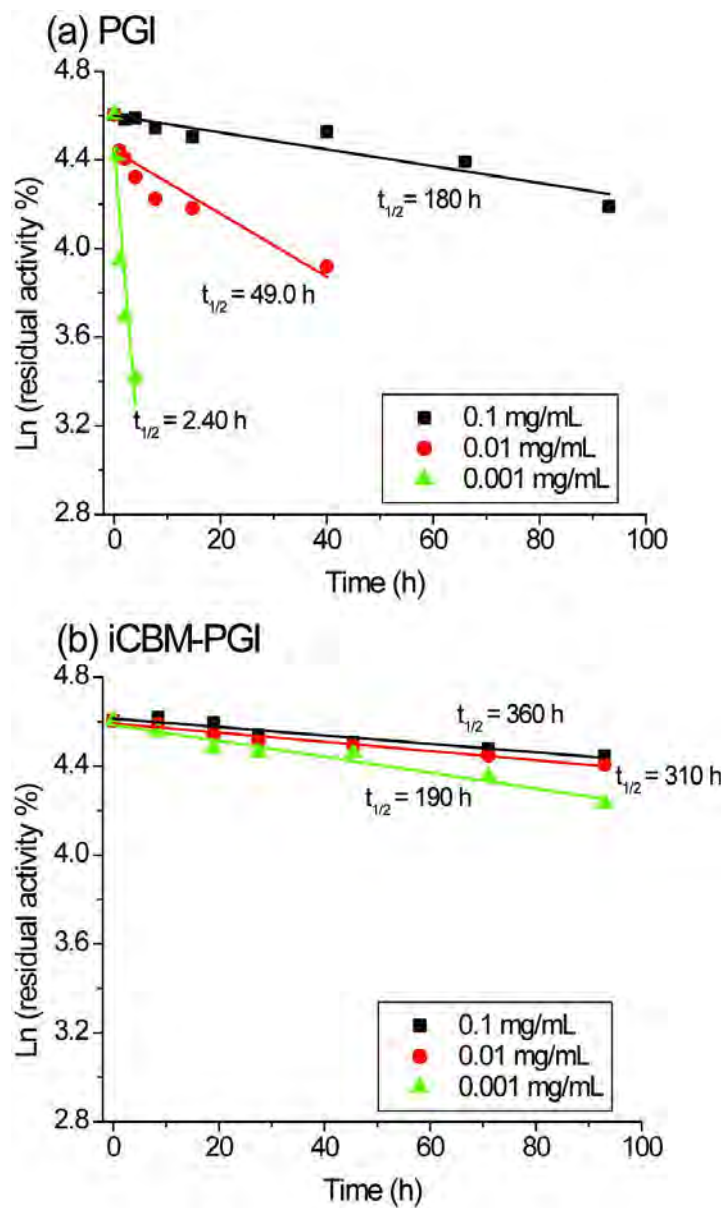 (a) PGI
4.8
4.4
4.0
3.6
3.2
2.8
Ln (residual activity %)
t1/2 = 180 h
t1/2 = 49.0 h
t1/2 = 2.40 h
0.1 mg/mL
0.01 mg/mL
0.001 mg/mL
0 20 40 60 80 100
Time (h)
(b) iCBM-PGI
4.8
4.4
4.0
3.6
3.2
2.8
Ln (residual activity %)
t1/2 = 360 h
t1/2 = 310 h
t1/2 = 190 h
0.1 mg/mL
0.01 mg/mL
0.001 mg/mL
0 20 40 60 80 100
Time (h)